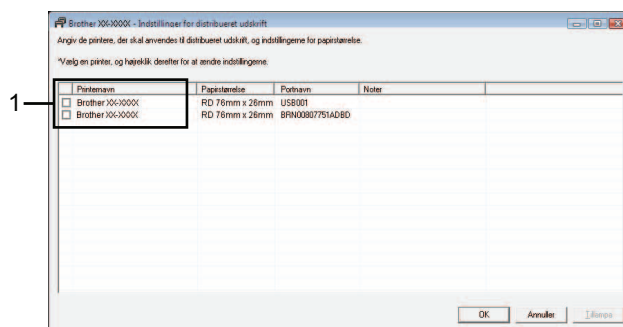 Brother XX-XXXX - Indstillinger for distribueret udskrift
Angiv de printere, der skal anvendes til distribueret udskrift, og indstillingerne for papirstørrelse.
*Vælg en printer, og højreklik derefter for at ændre indstillingerne.
Printernavn Papirstørrelse Portnavn Noter
1 Brother XX-XXXX RD 76mm x 26mm USB001
Brother XX-XXXX RD 76mm x 26mm BRN00807751ADBD
OK Annuller